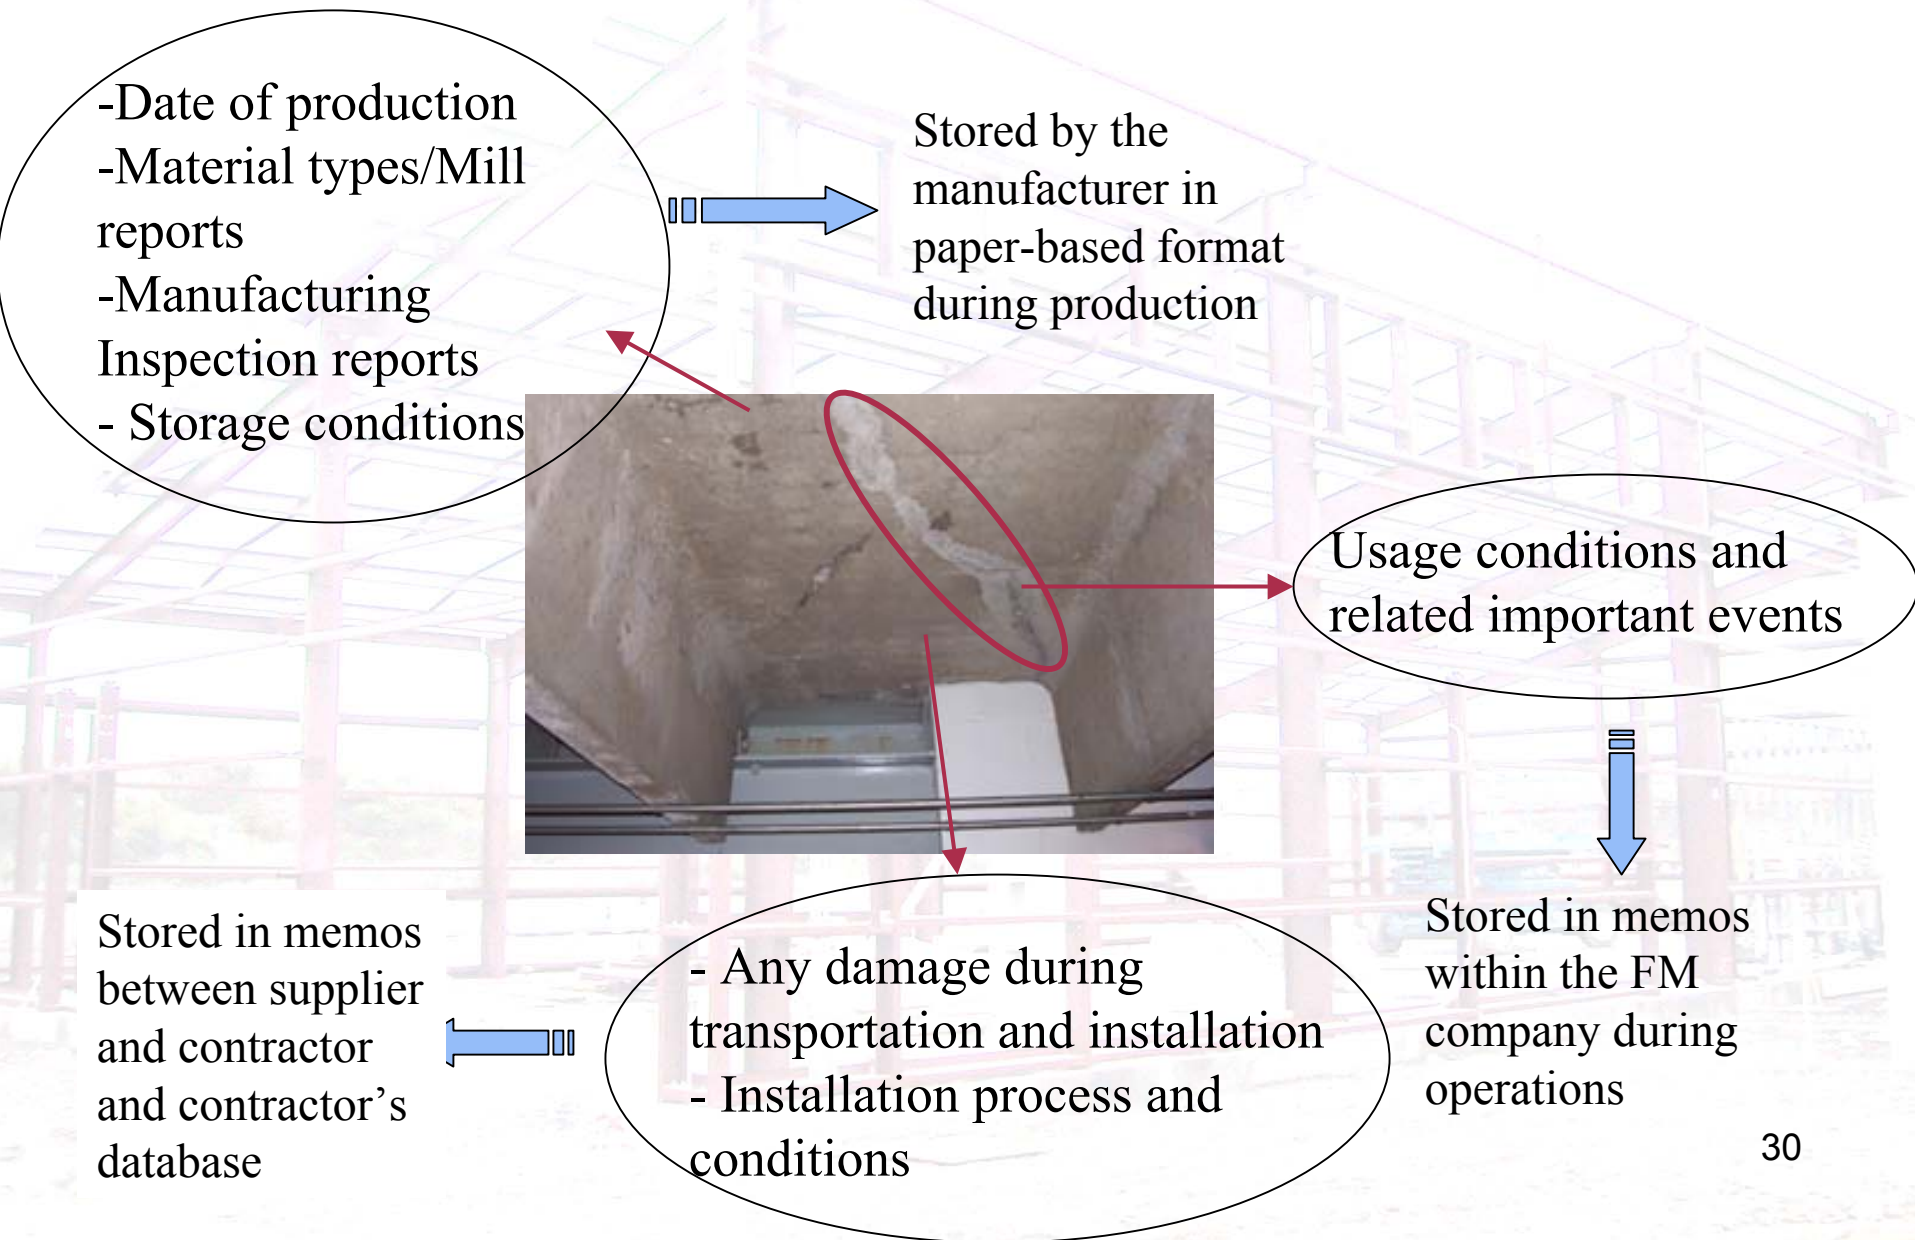 -Date of production
-Material types/Mill
reports
-Manufacturing
Inspection reports
- Storage conditions
Stored by the
manufacturer in
paper-based format
during production
Usage conditions and
related important events
Stored in memos
between supplier
and contractor
and contractor’s
database
- Any damage during
transportation and installation
- Installation process and
conditions
Stored in memos
within the FM
company during
operations
30